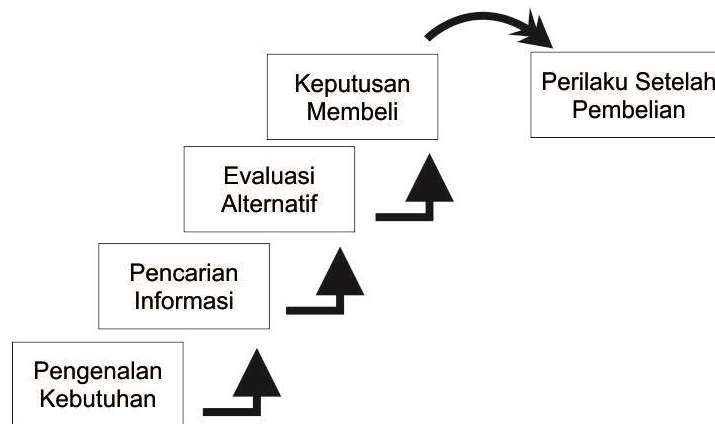 Keputusan
Membeli
Perilaku Setelah
Pembelian
Evaluasi
Alternatif
Pencarian
Informasi
Pengenalan
Kebutuhan